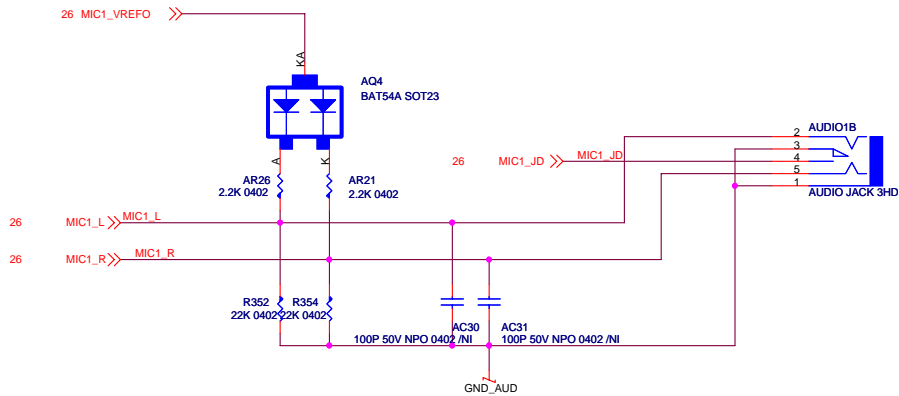 26 MIC1_VREFO
KA
AQ4
BAT54A SOT23
A
K
AR26
2.2K 0402
AR21
2.2K 0402
AUDIO1B
2
3
4
5
1
AUDIO JACK 3HD
26 MIC1_JD MIC1_JD
26 MIC1_L MIC1_L
26 MIC1_R MIC1_R
R352
22K 0402
R354
22K 0402
AC30
100P 50V NPO 0402 /NI
AC31
100P 50V NPO 0402 /NI
GND_AUD